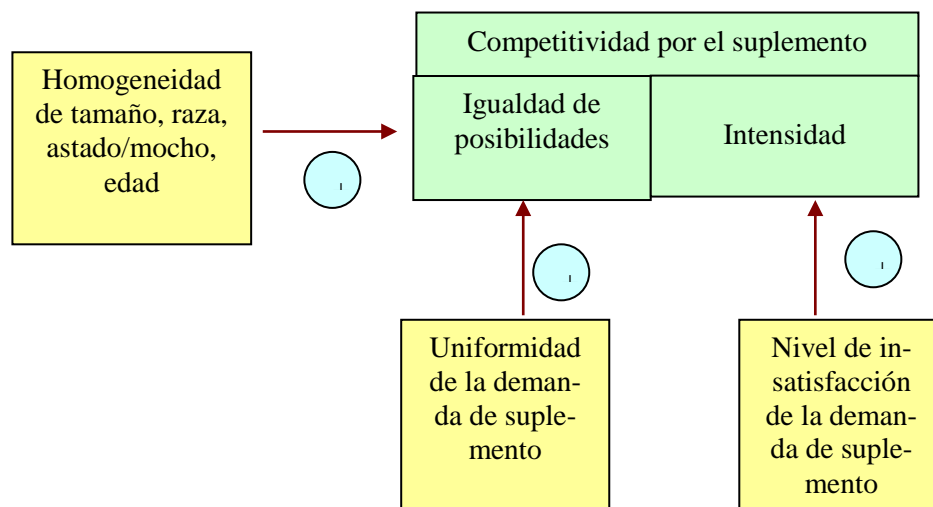 Competitividad por el suplemento
Homogeneidad
de tamaño, raza,
astado/mocho,
edad
Igualdad de
posibilidades
Intensidad
Uniformidad
de la deman-
da de suple-
mento
Nivel de in-
satisfacción
de la deman-
da de suple-
mento